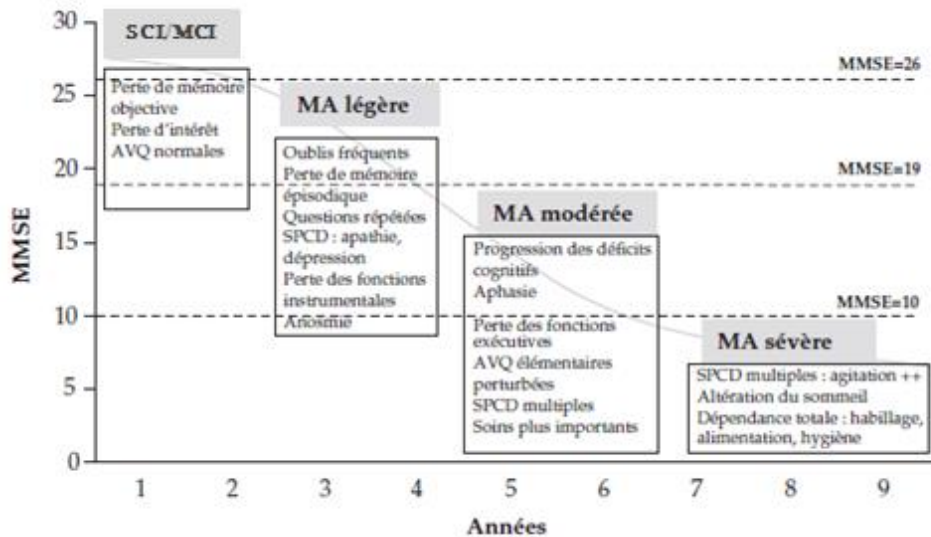 30
25
20
15
10
5
0
MMSE
SCI/MCI
Perte de mémoire
objective
Perte d'intérêt
AVQ normales
MMSE=26
MA légère
Oublis fréquents
Perte de mémoire
épisodique
Questions répétées
SPCD : apathie,
dépression
Perte des fonctions
instrumentales
Anosmie
MMSE=19
MA modérée
Progression des déficits
cognitifs
Aphasie
Perte des fonctions
exécutives
AVQ élémentaires
perturbées
SPCD multiples
Soins plus importants
MMSE=10
MA sévère
SPCD multiples : agitation ++
Altération du sommeil
Dépendance totale : habillage,
alimentation, hygiène
1 2 3 4 5 6 7 8 9
Années